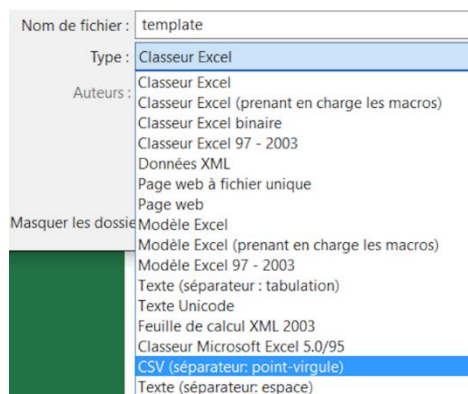 Nom de fichier : template
Type : Classeur Excel
Auteurs :
Classeur Excel
Classeur Excel (prenant en charge les macros)
Classeur Excel binaire
Classeur Excel 97 - 2003
Données XML
Page web à fichier unique
Page web
Masquer les dossie
Modèle Excel
Modèle Excel (prenant en charge les macros)
Modèle Excel 97 - 2003
Texte (séparateur : tabulation)
Texte Unicode
Feuille de calcul XML 2003
Classeur Microsoft Excel 5.0/95
CSV (séparateur: point-virgule)
Texte (séparateur: espace)